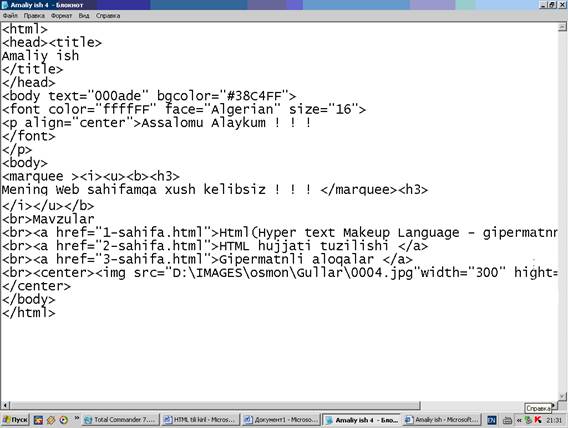 Amaliy ish 4 - Блокнот
Файл Правка Формат Вид Справка
<html>
<head><title>
Amaliy ish
</title>
</head>
<body text="000ade" bgcolor="#38C4FF">
<font color="ffffFF" face="Algerian" size="16">
<p align="center">Assalomu Alaykum ! ! !
</font>
</p>
<body>
<marquee ><i><u><b><h3>
Mening Web sahifamga xush kelibsiz ! ! ! </marquee><h3>
</i></u></b>
<br>Mavzular
<br><a href="1-sahifa.html">Html(Hyper text Makeup Language - gipermatnn
<br><a href="2-sahifa.html">HTML hujjati tuzilishi </a>
<br><a href="3-sahifa.html">Gipermatnli aloqalar </a>
<br><center><img src="D:\IMAGES\osmon\Gullar\0004.jpg"width="300" hight=
</center>
</body>
</html>
Справка
Пуск » Total Commander 7.... HTML tili kiril - Micros... Документ1 - Microso... Amaliy ish 4 - Бло... Amaliy ish - Microsoft... EN « 21:31